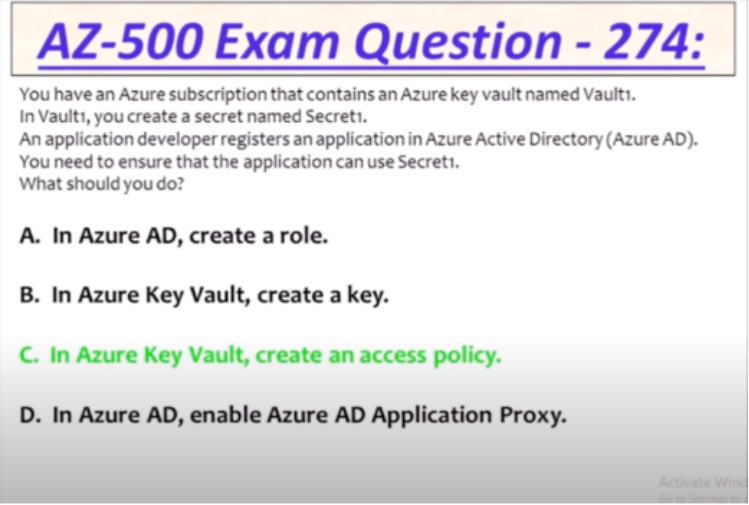 AZ-500 Exam Question - 274:
You have an Azure subscription that contains an Azure key vault named Vault1.
In Vault1, you create a secret named Secret1.
An application developer registers an application in Azure Active Directory (Azure AD).
You need to ensure that the application can use Secret1.
What should you do?
A. In Azure AD, create a role.
B. In Azure Key Vault, create a key.
C. In Azure Key Vault, create an access policy.
D. In Azure AD, enable Azure AD Application Proxy.
Activate Wind
Go to Settings to